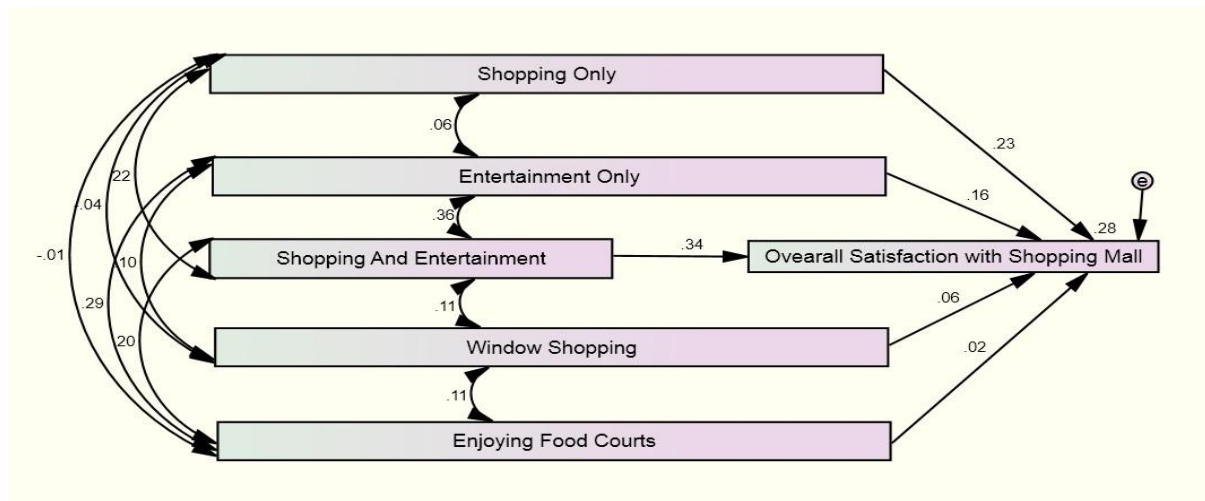 Shopping Only
.06
.23
Entertainment Only
.16
e
22
-.04
.36
.28
Shopping And Entertainment
.34
Ovearall Satisfaction with Shopping Mall
-.01
10
.29
.11
.06
20
Window Shopping
.02
.11
Enjoying Food Courts